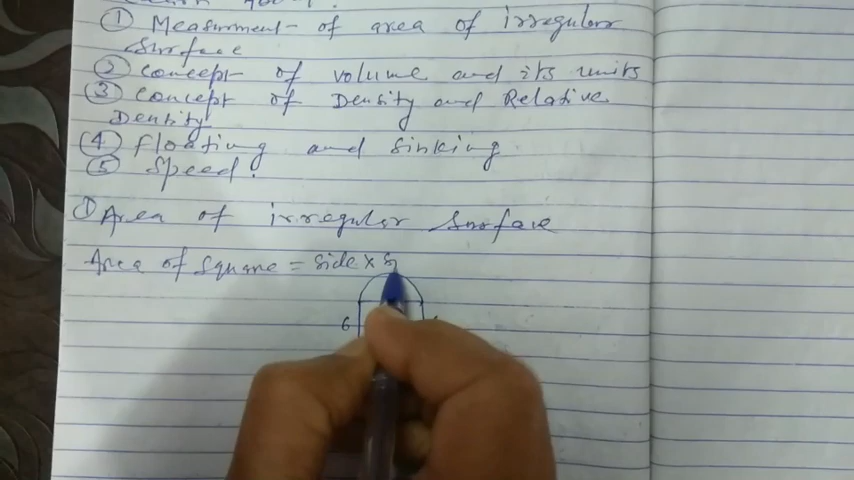 ① Measurment- of area of irregular
Surface
② Concept of volume and its units
③ Concept of Density and Relative
Density
④ floating and sinking
⑤ Speed.
① Area of irregular Surface
Area of Square = Side x S
6